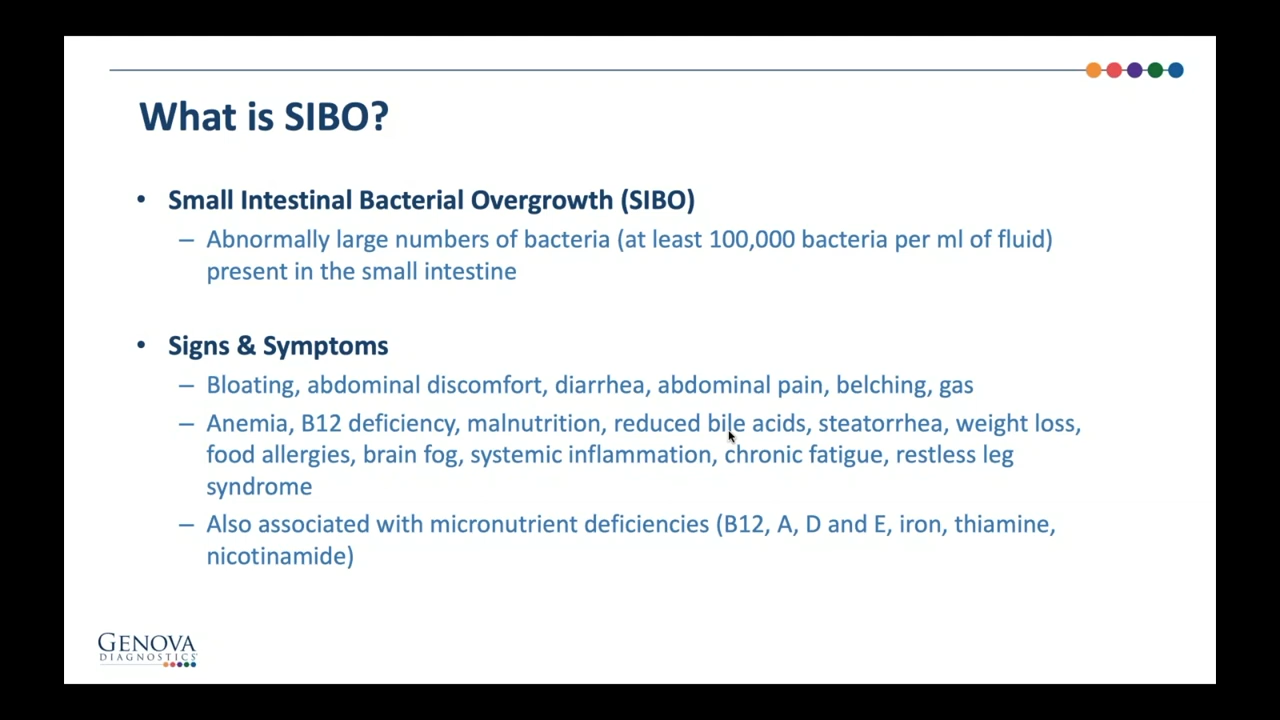 What is SIBO?
• Small Intestinal Bacterial Overgrowth (SIBO)
– Abnormally large numbers of bacteria (at least 100,000 bacteria per ml of fluid)
present in the small intestine
• Signs & Symptoms
– Bloating, abdominal discomfort, diarrhea, abdominal pain, belching, gas
– Anemia, B12 deficiency, malnutrition, reduced bile acids, steatorrhea, weight loss,
food allergies, brain fog, systemic inflammation, chronic fatigue, restless leg
syndrome
– Also associated with micronutrient deficiencies (B12, A, D and E, iron, thiamine,
nicotinamide)
GENOVA
DIAGNOSTICS